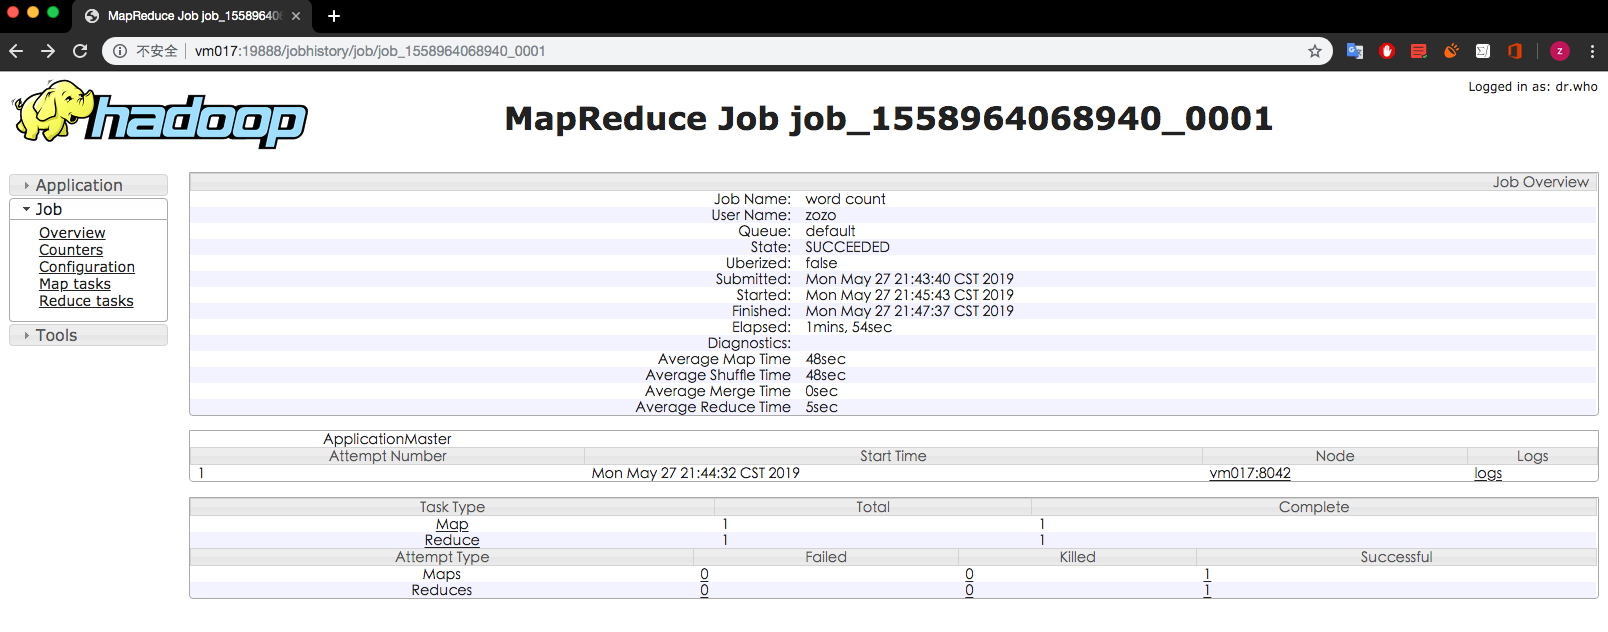 MapReduce Job job_15589640
不安全 vm017:19888/jobhistory/job/job_1558964068940_0001
z
hadoop
MapReduce Job job_1558964068940_0001
Logged in as: dr.who
Application
Job
Overview
Counters
Configuration
Map tasks
Reduce tasks
Tools
Job Overview
Job Name: word count
User Name: zozo
Queue: default
State: SUCCEEDED
Uberized: false
Submitted: Mon May 27 21:43:40 CST 2019
Started: Mon May 27 21:45:43 CST 2019
Finished: Mon May 27 21:47:37 CST 2019
Elapsed: 1mins, 54sec
Diagnostics:
Average Map Time 48sec
Average Shuffle Time 48sec
Average Merge Time 0sec
Average Reduce Time 5sec
ApplicationMaster
Attempt Number Start Time Node Logs
1 Mon May 27 21:44:32 CST 2019 vm017:8042 logs
Task Type Total Complete
Map 1 1
Reduce 1 1
Attempt Type Failed Killed Successful
Maps 0 0 1
Reduces 0 0 1